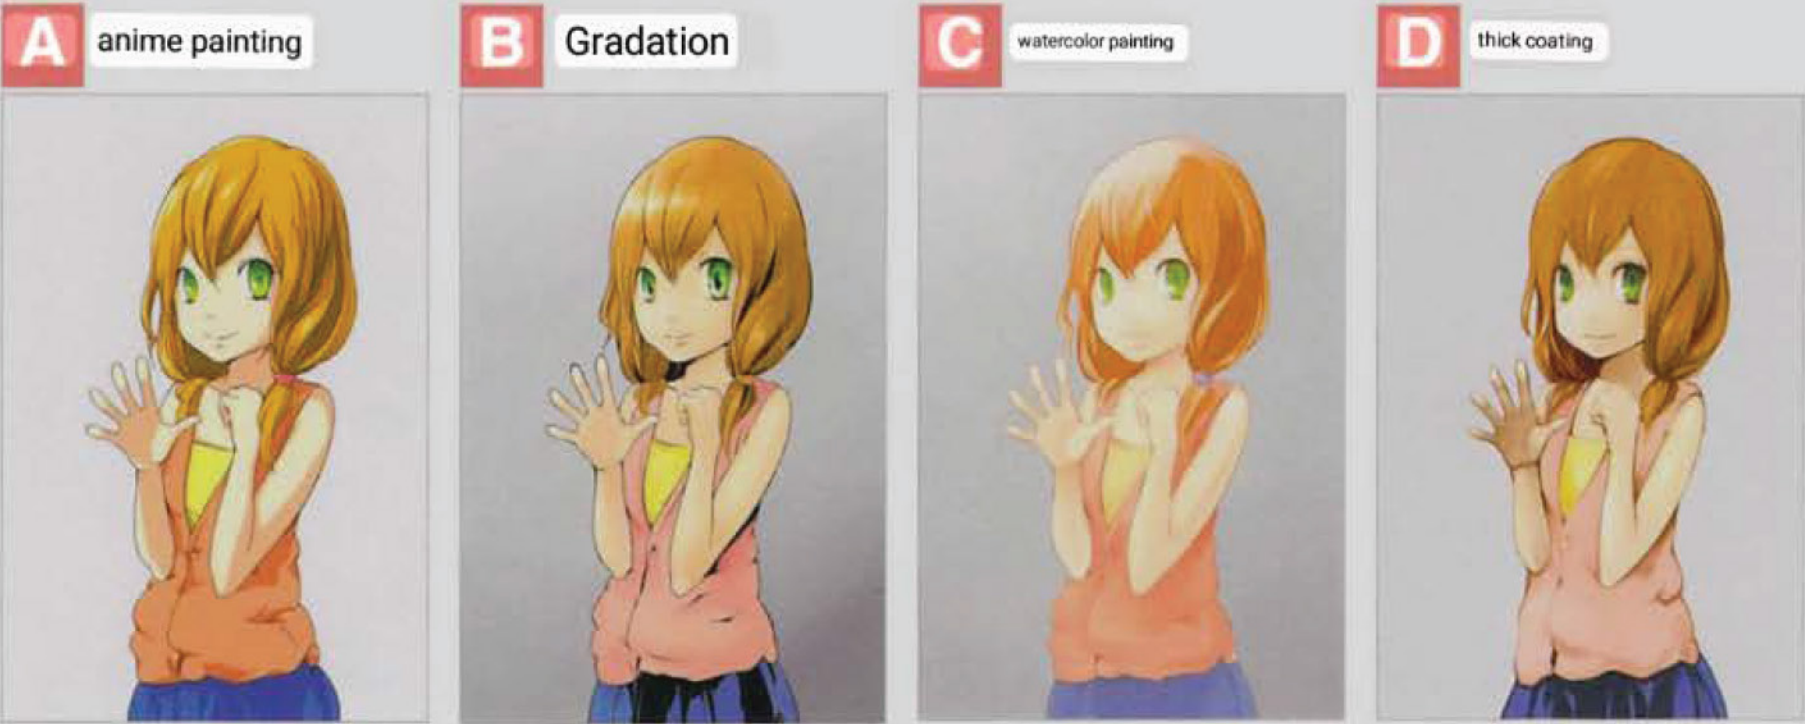 A anime painting
B Gradation
C watercolor painting
D thick coating